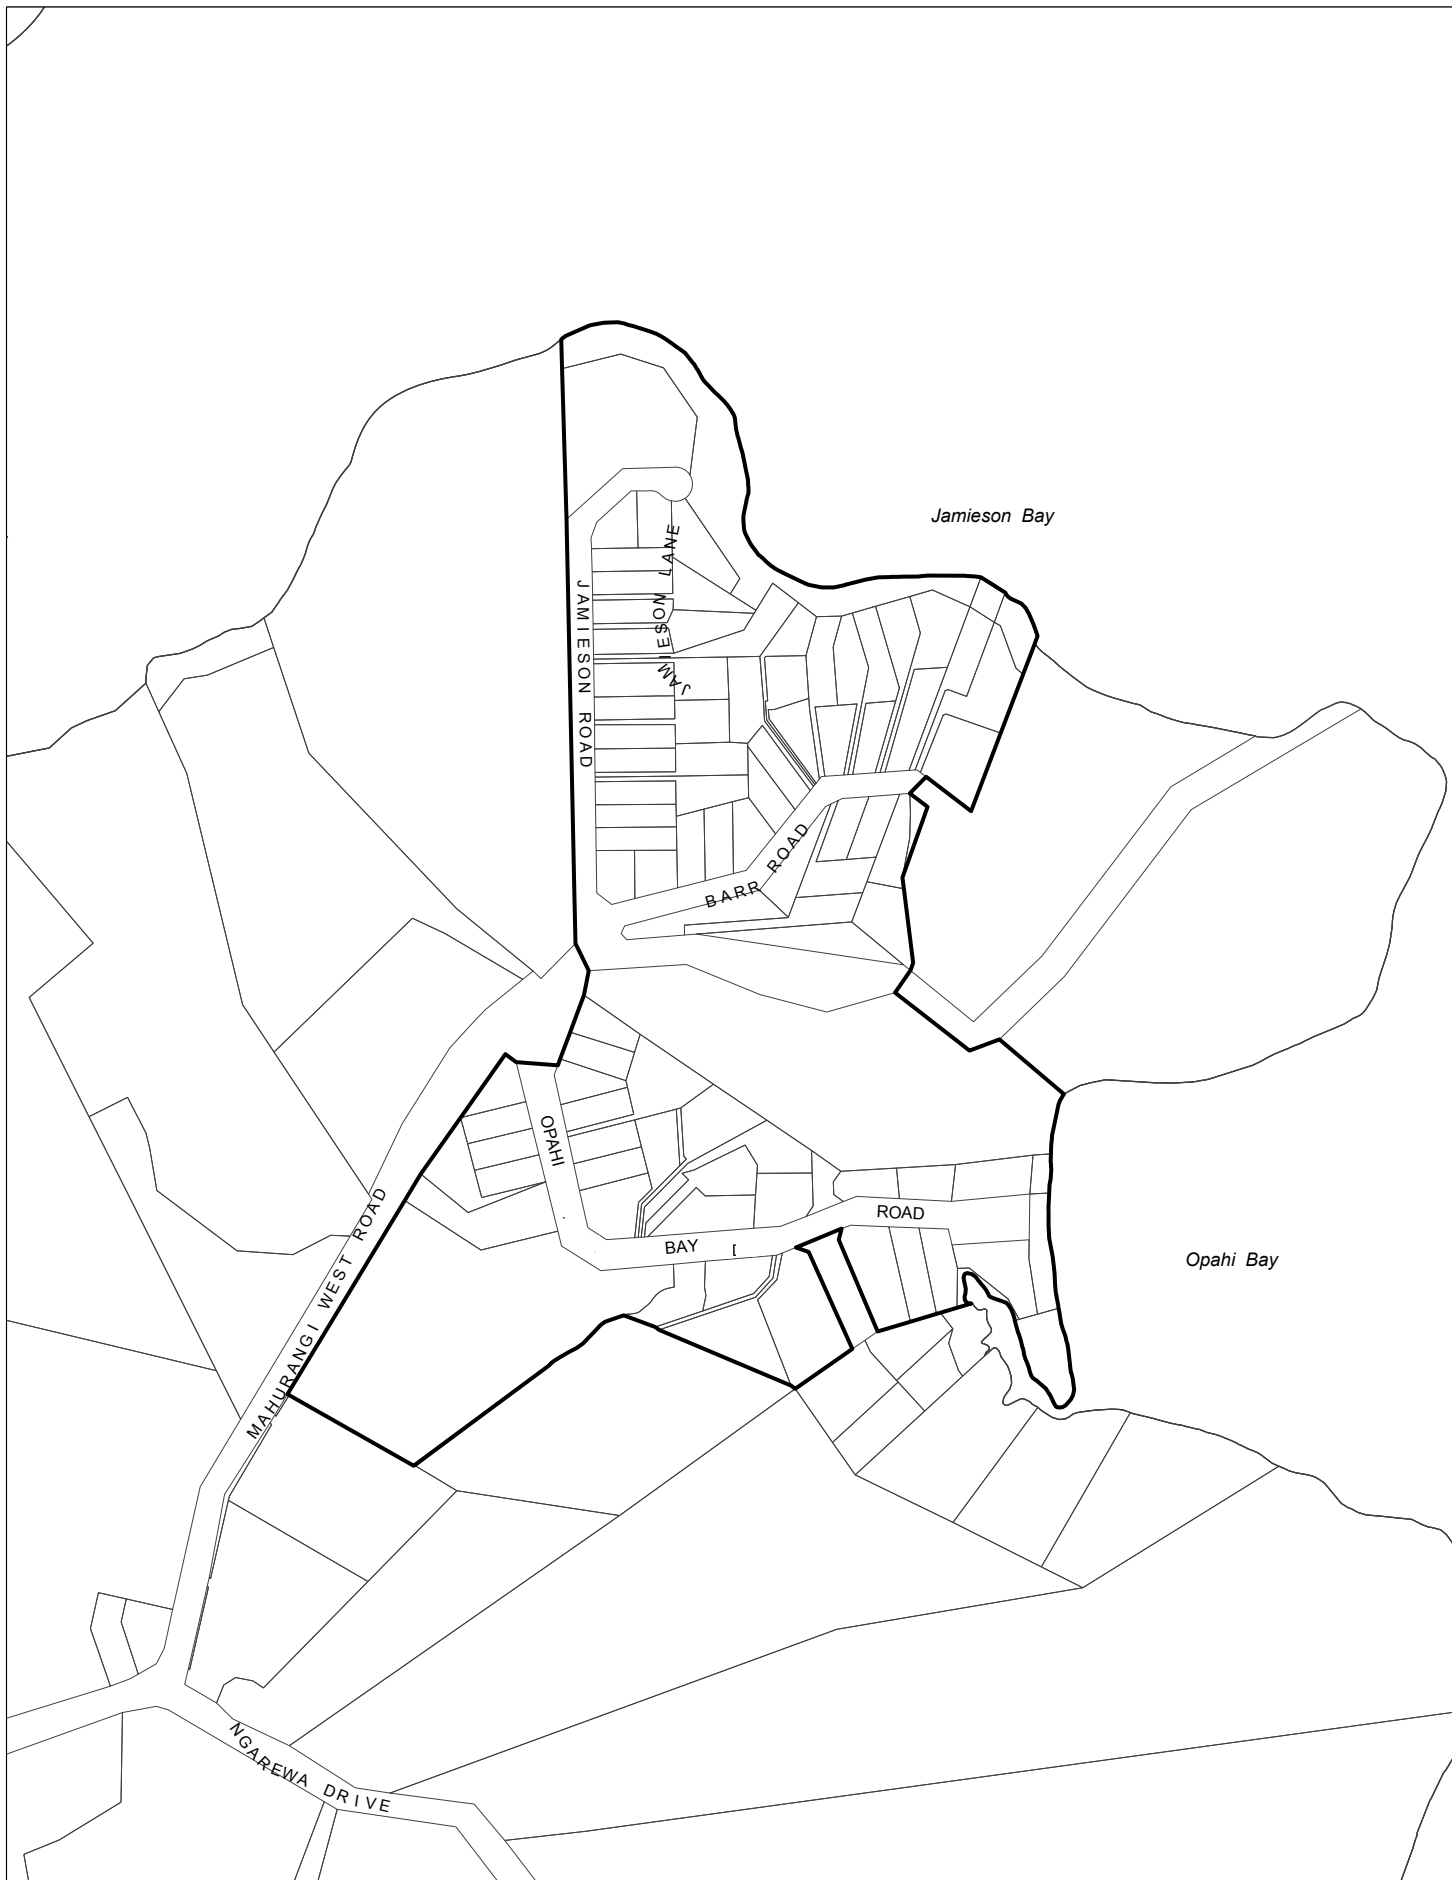 Jamieson Bay
JAMIESON LANE
JAMIESON ROAD
BARR ROAD
OPAHI
BAY
ROAD
Opahi Bay
MAHURANGI WEST ROAD
NGAREWA DRIVE